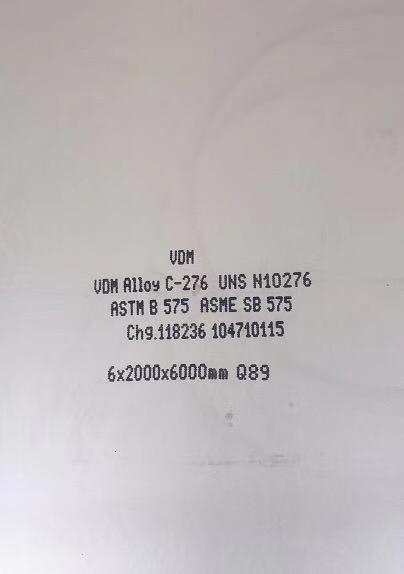 VDM
VDM Alloy C-276 UNS N10276
ASTM B 575 ASME SB 575
Chg.118236 104710115
6x2000x6000mm Q89